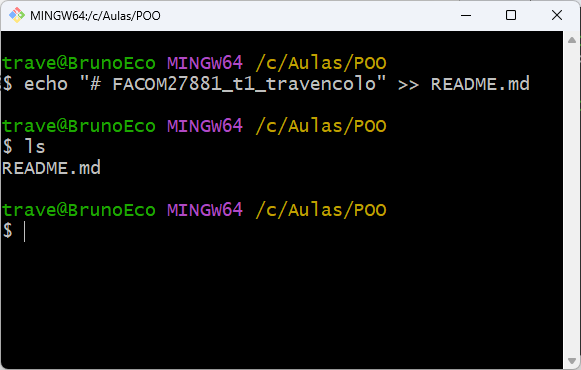 MINGW64:/c/Aulas/POO
trave@BrunoEco MINGW64 /c/Aulas/POO
$ echo "# FACOM27881_t1_travencolo" >> README.md
trave@BrunoEco MINGW64 /c/Aulas/POO
$ ls
README.md
trave@BrunoEco MINGW64 /c/Aulas/POO
$